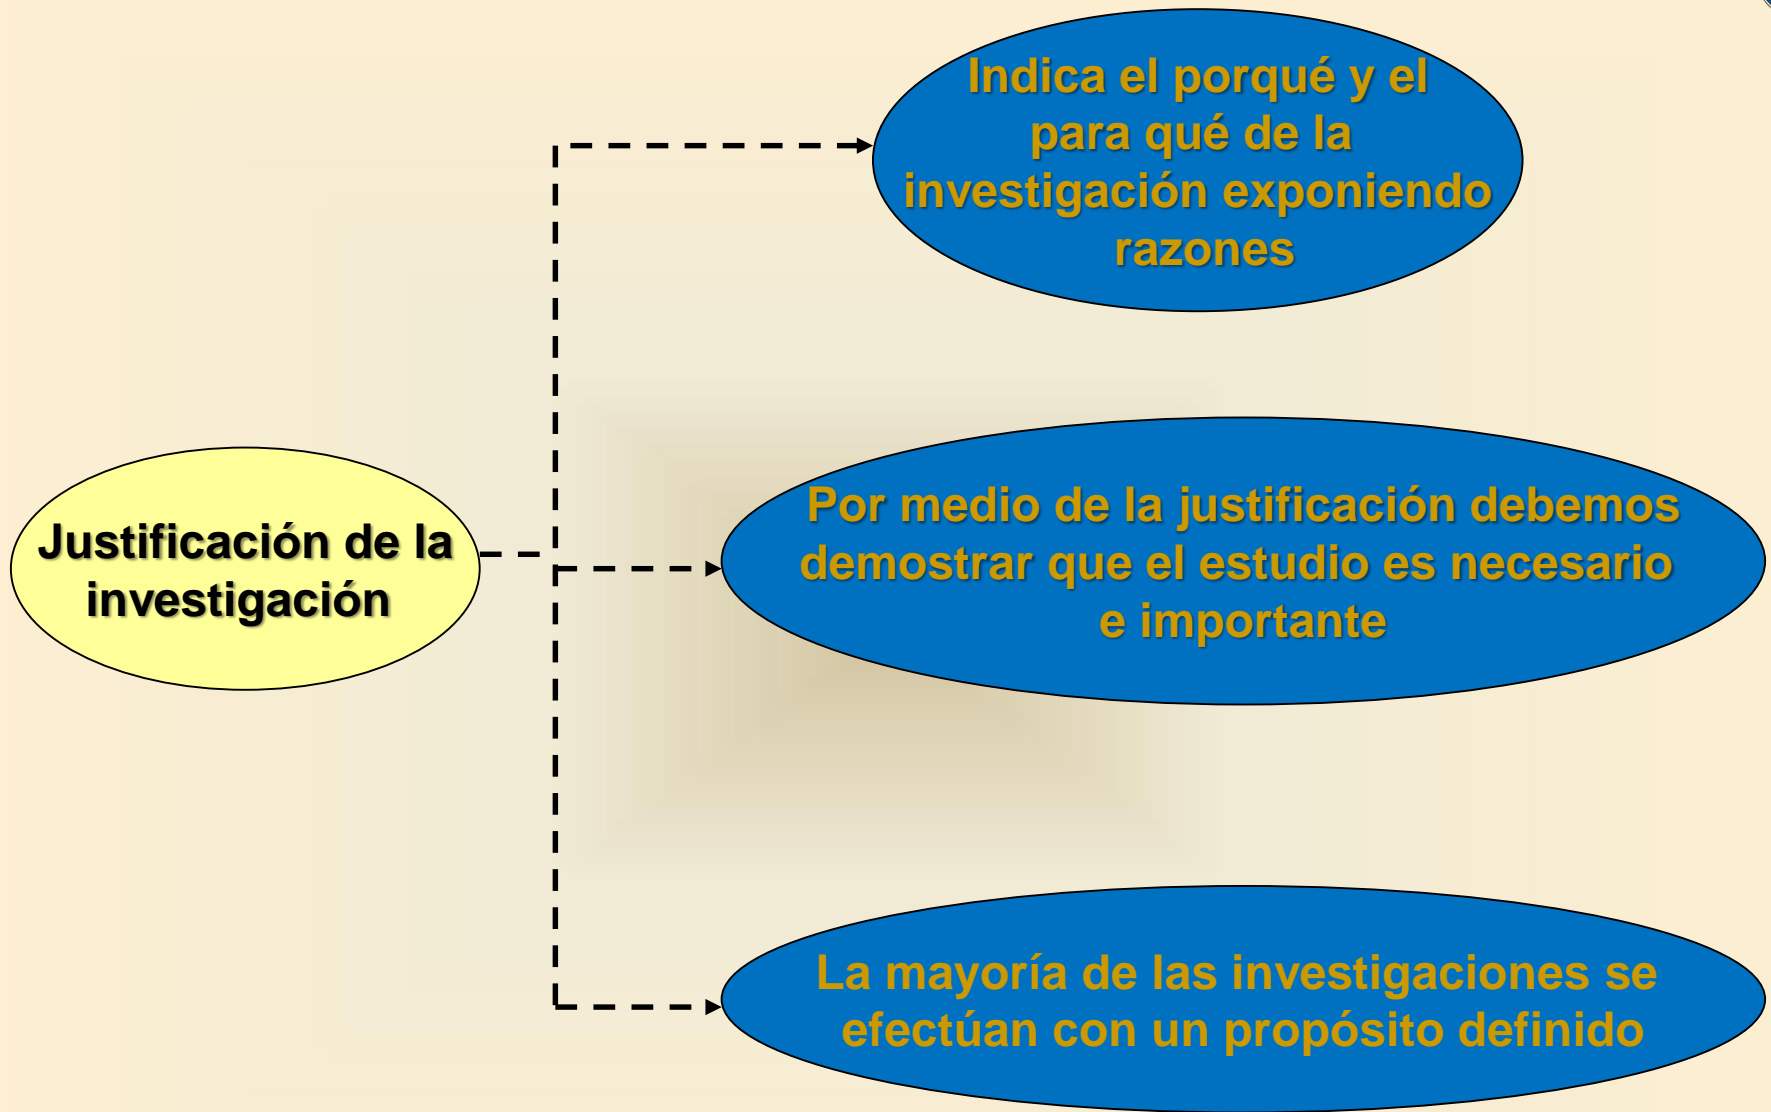 Indica el porqué y el
para qué de la
investigación exponiendo
razones
Justificación de la
investigación
Por medio de la justificación debemos
demostrar que el estudio es necesario
e importante
La mayoría de las investigaciones se
efectúan con un propósito definido